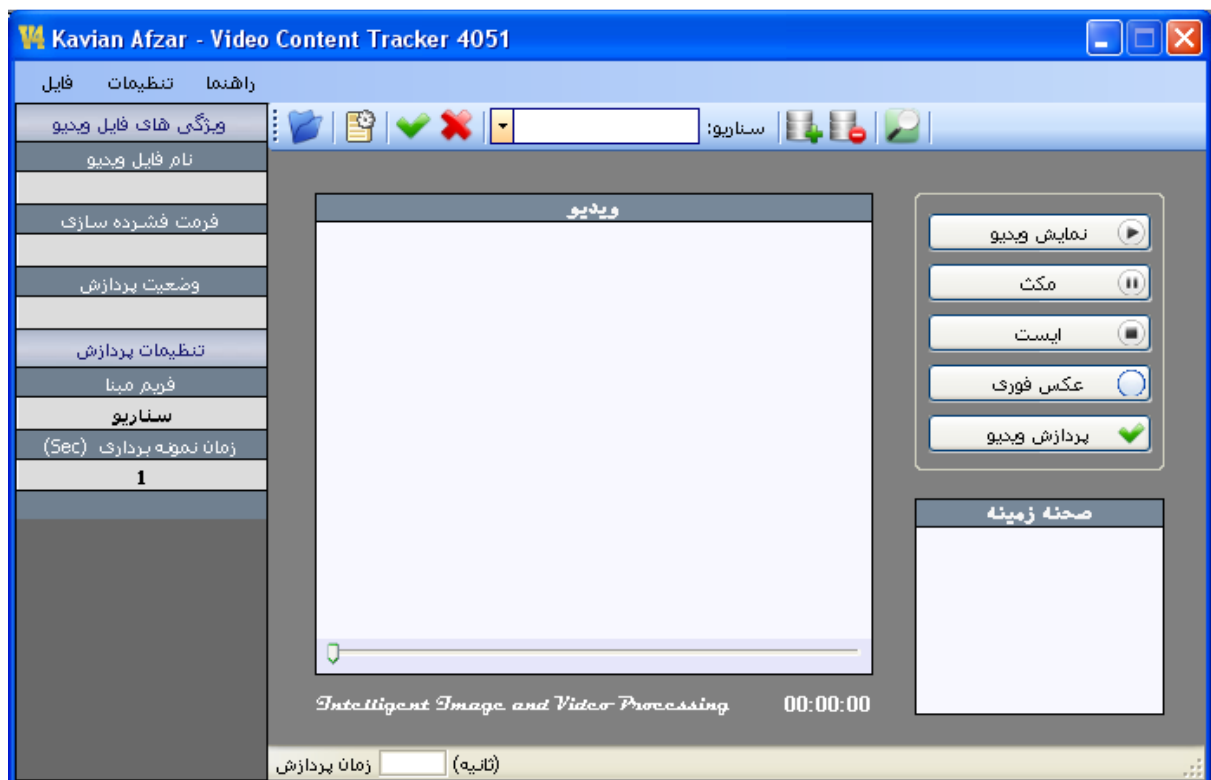 Kavian Afzar - Video Content Tracker 4051
فایل تنظیمات راهنما
ویژگی های فایل ویدیو
نام فایل ویدیو
فرمت فشرده سازی
وضعیت پردازش
تنظیمات پردازش
فریم مبنا
سناریو
زمان نمونه برداری (Sec)
1
سناریو:
ویدیو
Intelligent Image and Video Processing
00:00:00
نمایش ویدیو
مکث
ایست
عکس فوری
پردازش ویدیو
صحنه زمینه
زمان پردازش (ثانیه)